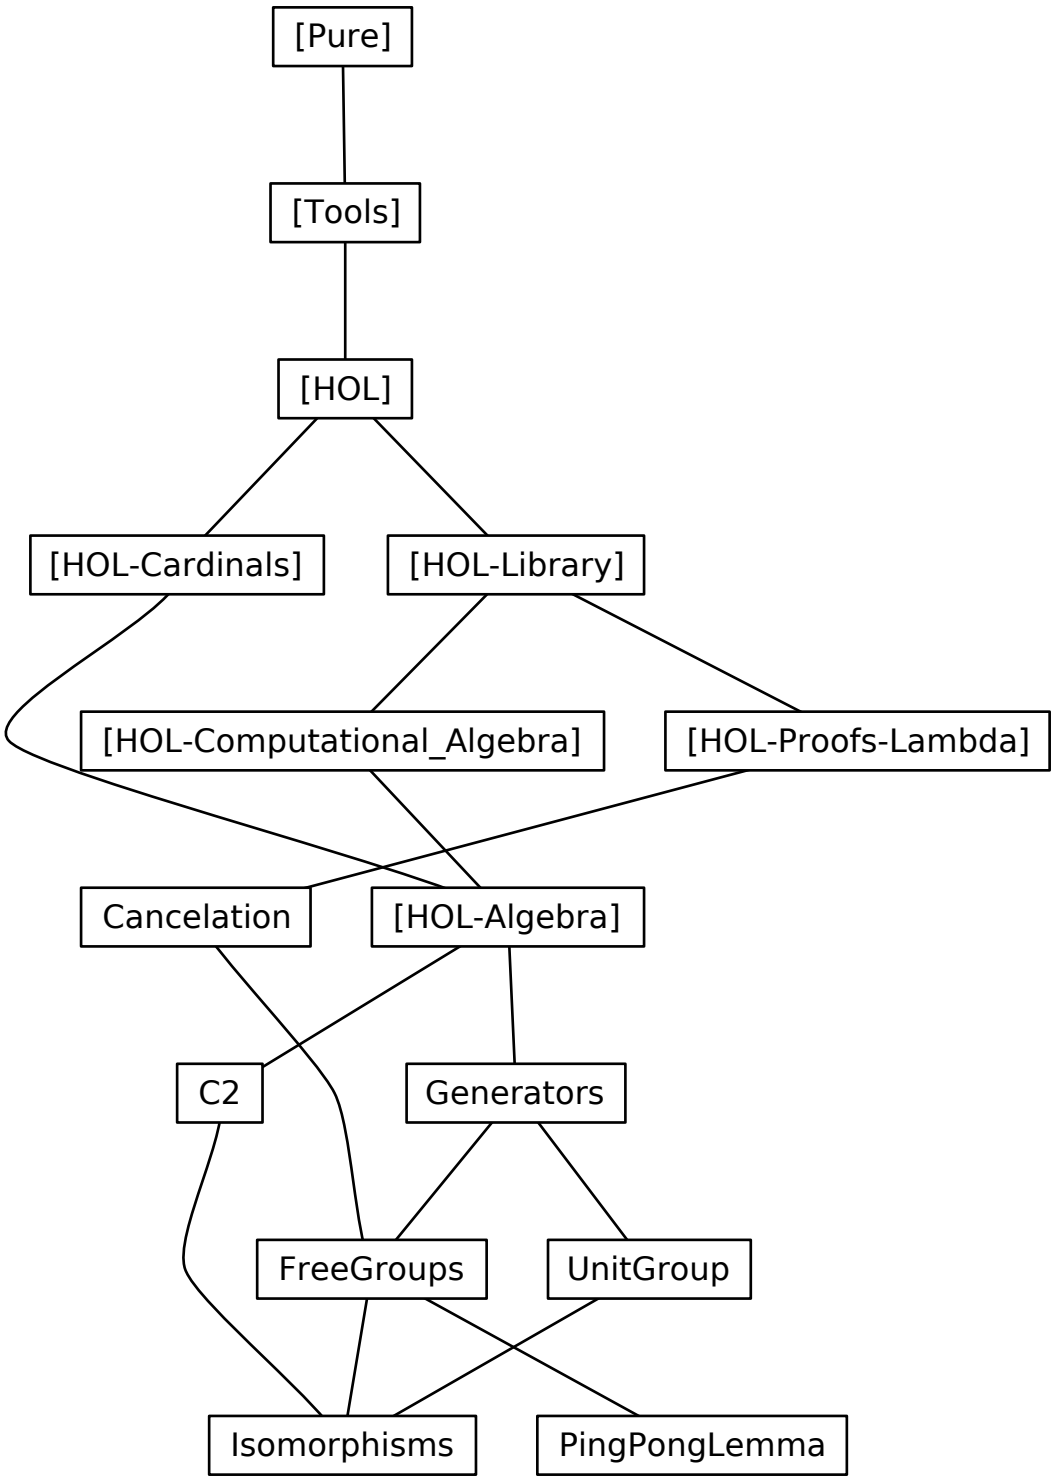 [Pure]
[Tools]
[HOL]
[HOL-Cardinals]
[HOL-Library]
[HOL-Computational_Algebra]
[HOL-Proofs-Lambda]
Cancelation
[HOL-Algebra]
C2
Generators
FreeGroups
UnitGroup
Isomorphisms
PingPongLemma